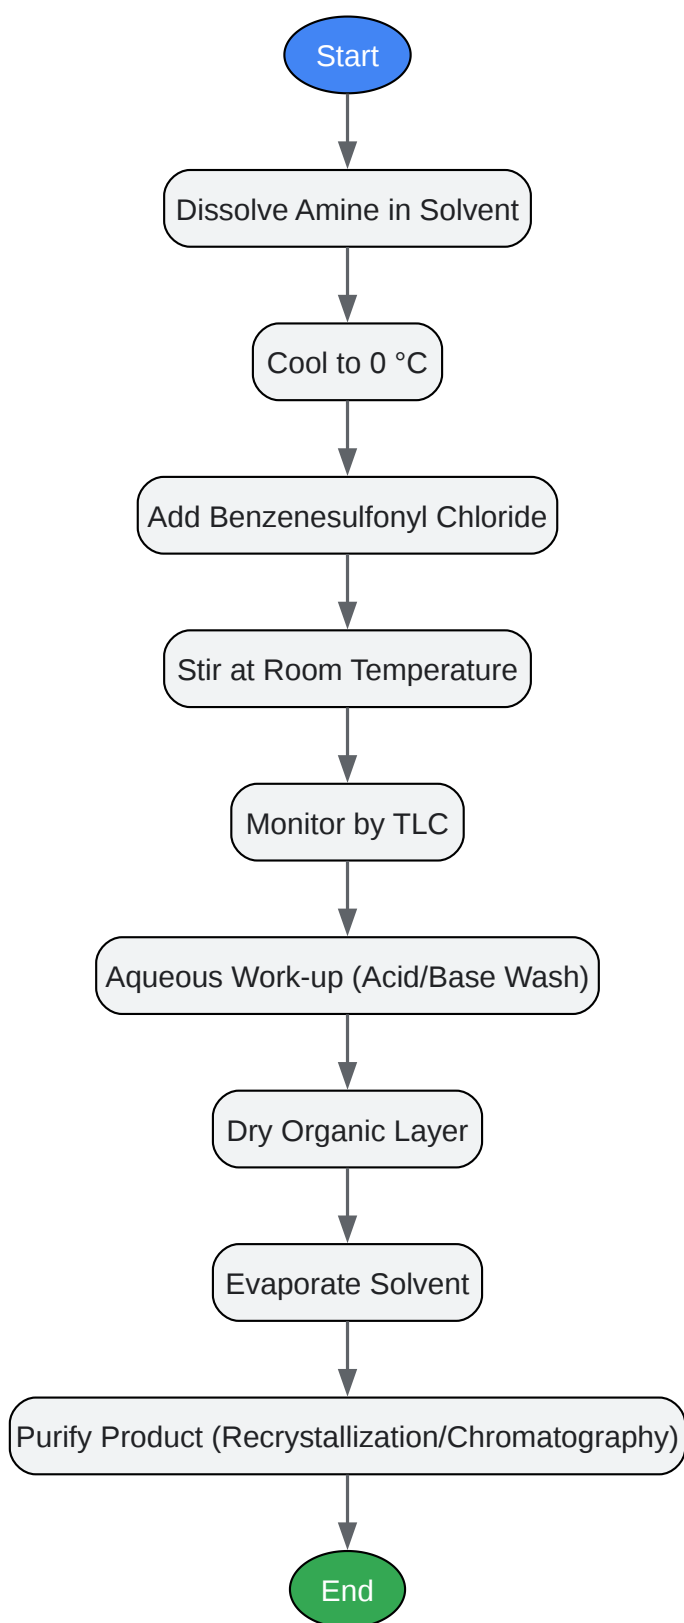 Start
Dissolve Amine in Solvent
Cool to 0 °C
Add Benzenesulfonyl Chloride
Stir at Room Temperature
Monitor by TLC
Aqueous Work-up (Acid/Base Wash)
Dry Organic Layer
Evaporate Solvent
Purify Product (Recrystallization/Chromatography)
End